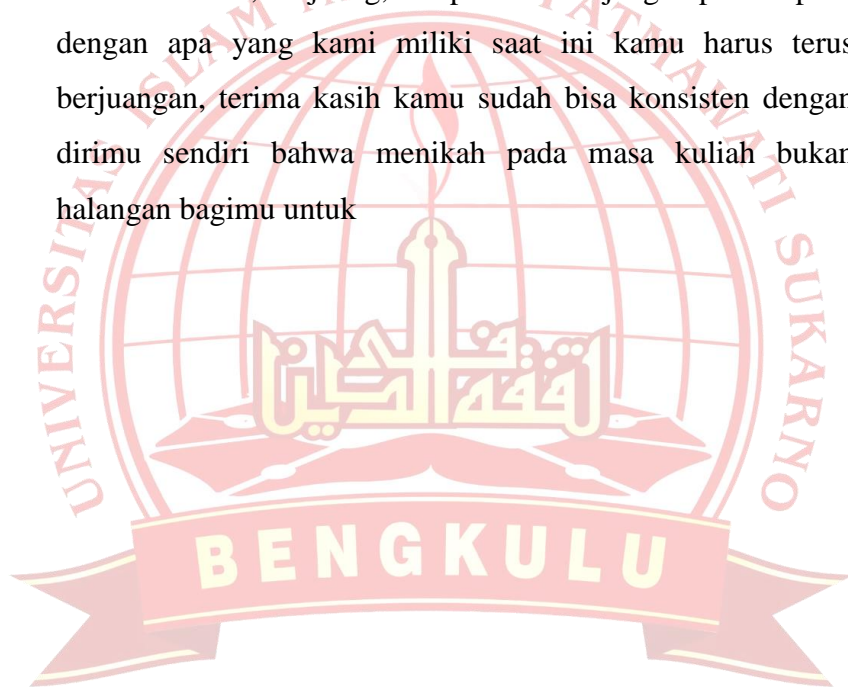 dengan apa yang kami miliki saat ini kamu harus terus
berjuangan, terima kasih kamu sudah bisa konsisten dengan
dirimu sendiri bahwa menikah pada masa kuliah bukan
halangan bagimu untuk
UNIVERSITAS ISLAM
SUKARNO
BENGKULU